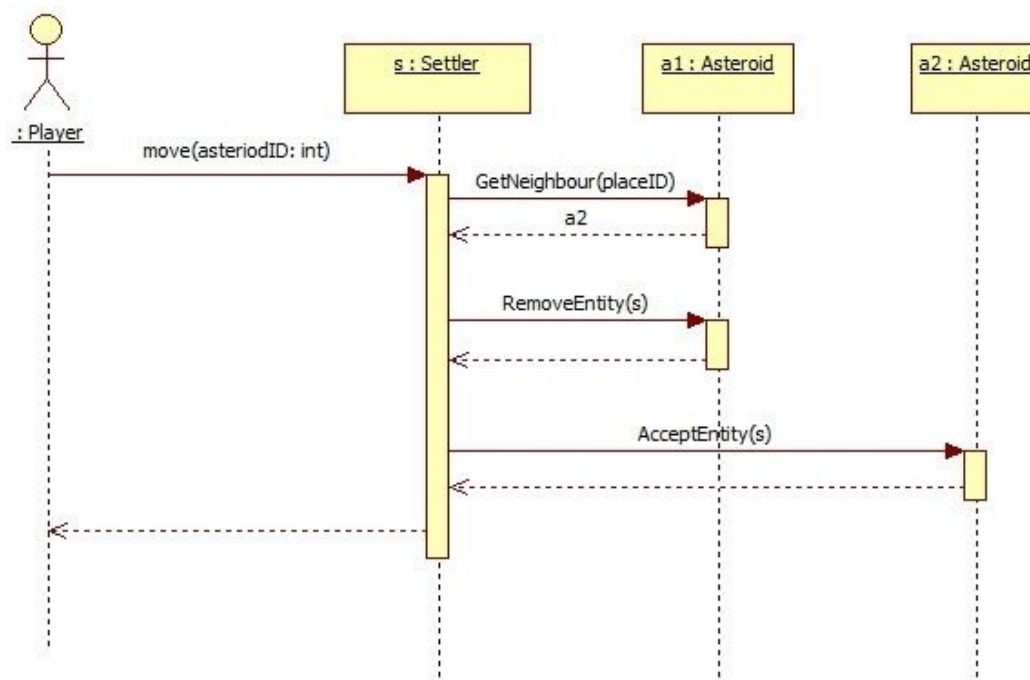 s : Settler
a1 : Asteroid
a2 : Asteroid
: Player
move(asteriodID: int)
GetNeighbour(placeID)
a2
RemoveEntity(s)
AcceptEntity(s)